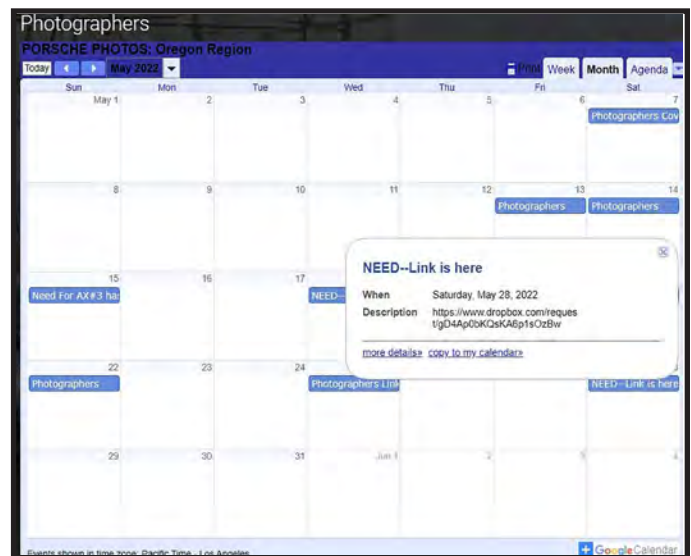 Photographers
PORSCHE PHOTOS: Oregon Region
Today May 2022 Print Week Month Agenda
Sun Mon Tue Wed Thu Fri Sat
May 1 2 3 4 5 6 7
Photographers Cov
8 9 10 11 12 13 14
Photographers Photographers
15 16 17
Need For AX#3 ha
NEED--
NEED--Link is here
When Saturday, May 28, 2022
Description https://www.dropbox.com/reques
t/gD4Ap0bKQsKA6p1sOzBw
more details» copy to my calendar»
22 23 24
Photographers Photographers Link NEED--Link is here
29 30 31 Jun 1 2 3 4
Events shown in time zone: Pacific Time - Los Angeles
Google Calendar